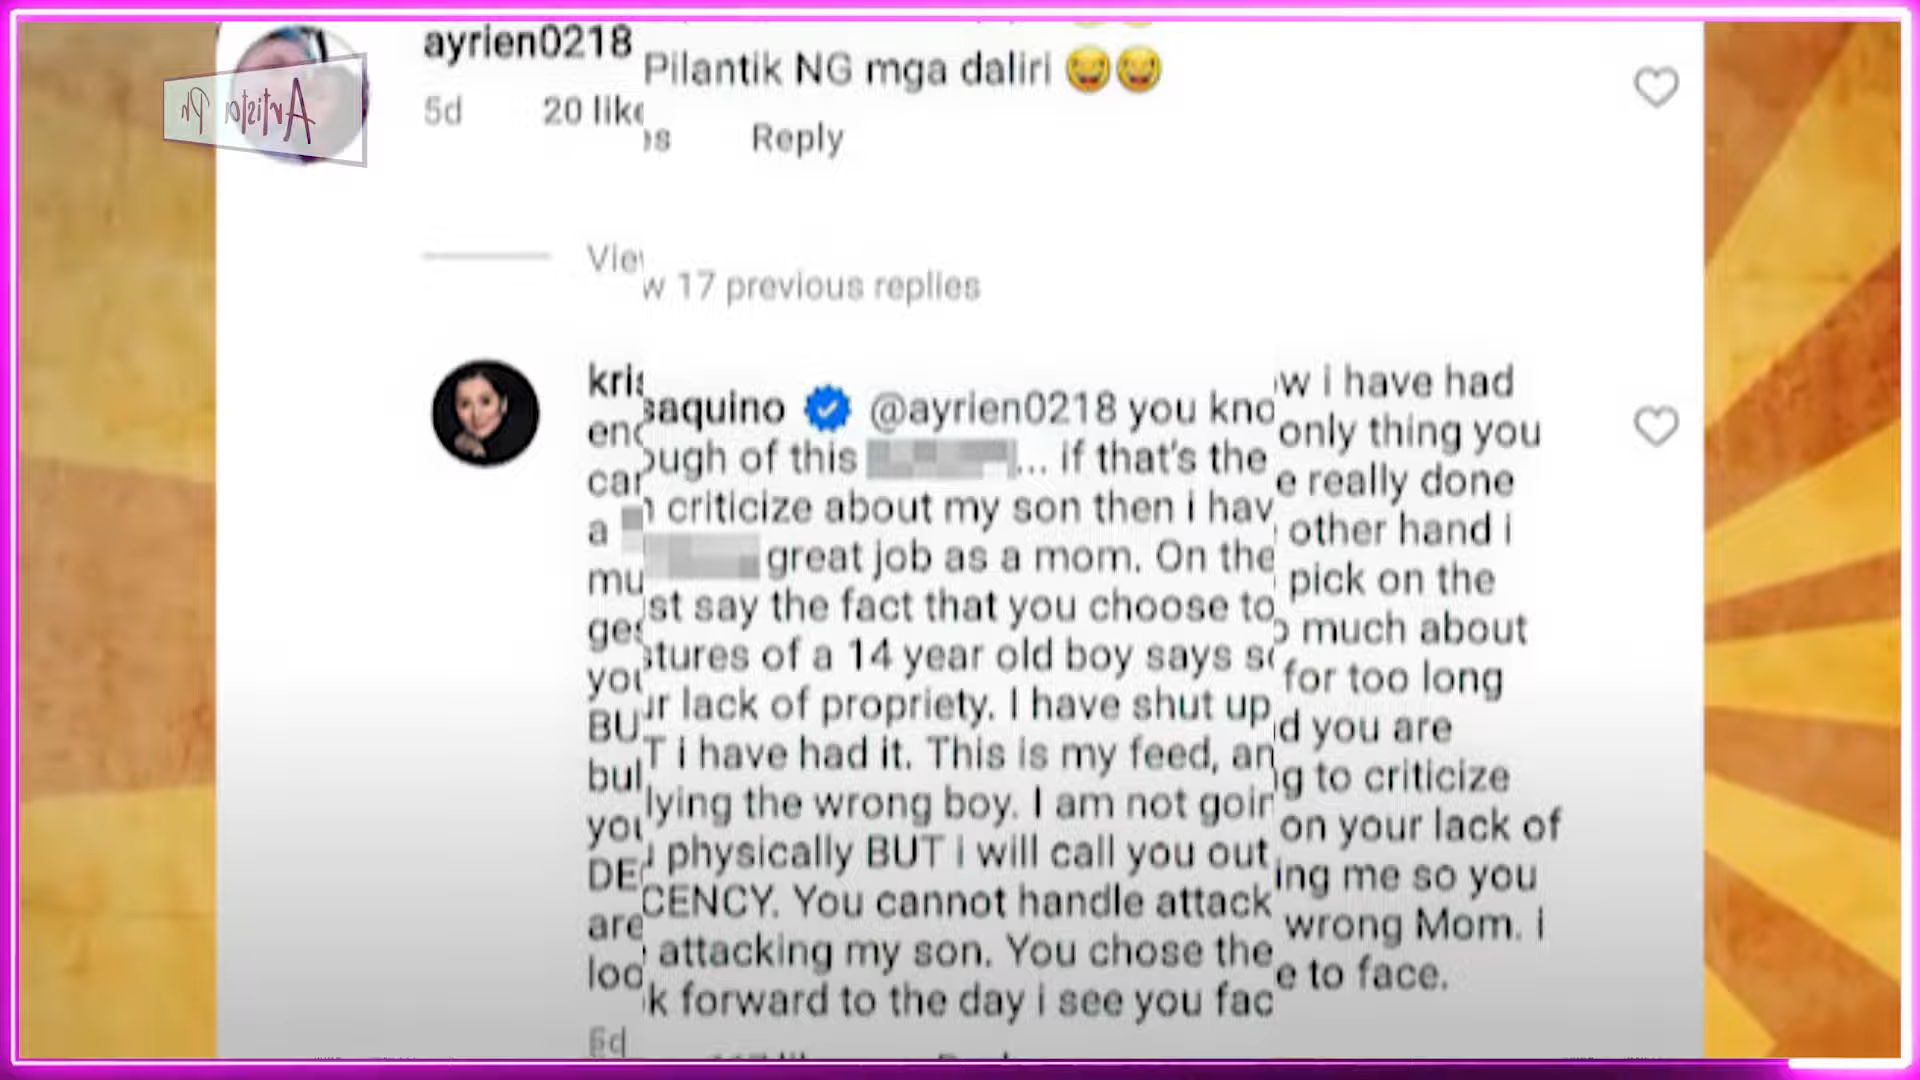 ayrien0218 Pilantik NG mga daliri 😆😆
5d 20 likes Reply
Artista Ph
View 17 previous replies
krisaquino @ayrien0218 you know i have had
enough of this ... if that's the only thing you
can criticize about my son then i have really done
a great job as a mom. On the other hand i
must say the fact that you choose to pick on the
gestures of a 14 year old boy says so much about
your lack of propriety. I have shut up for too long
BUT i have had it. This is my feed, and you are
bullying the wrong boy. I am not going to criticize
you physically BUT i will call you out on your lack of
DECENCY. You cannot handle attacking me so you
are attacking my son. You chose the wrong Mom. i
look forward to the day i see you face to face.
5d